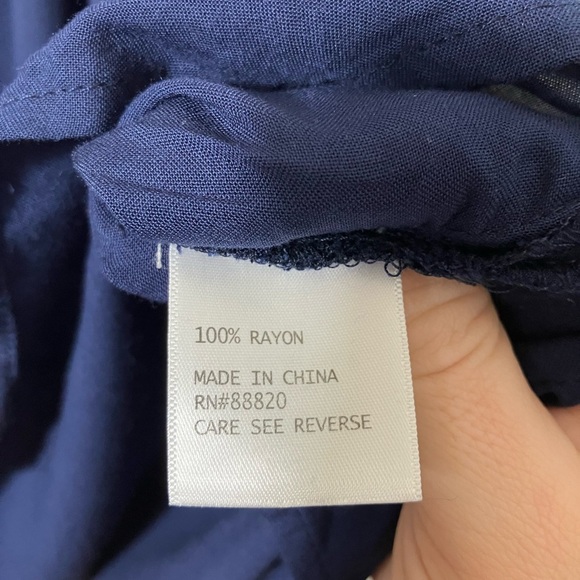 100% RAYON
MADE IN CHINA
RN#88820
CARE SEE REVERSE